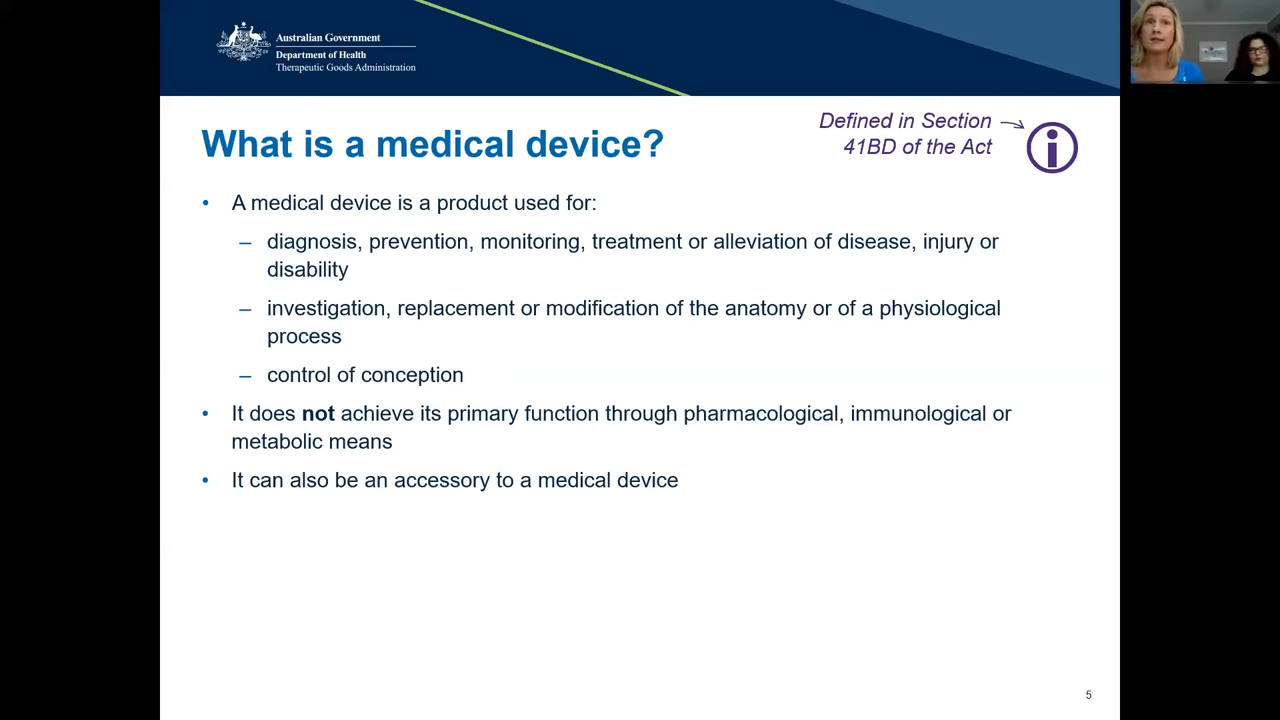 Australian Government
Department of Health
Therapeutic Goods Administration
What is a medical device?
Defined in Section
41BD of the Act
• A medical device is a product used for:
– diagnosis, prevention, monitoring, treatment or alleviation of disease, injury or
disability
– investigation, replacement or modification of the anatomy or of a physiological
process
– control of conception
• It does not achieve its primary function through pharmacological, immunological or
metabolic means
• It can also be an accessory to a medical device
5